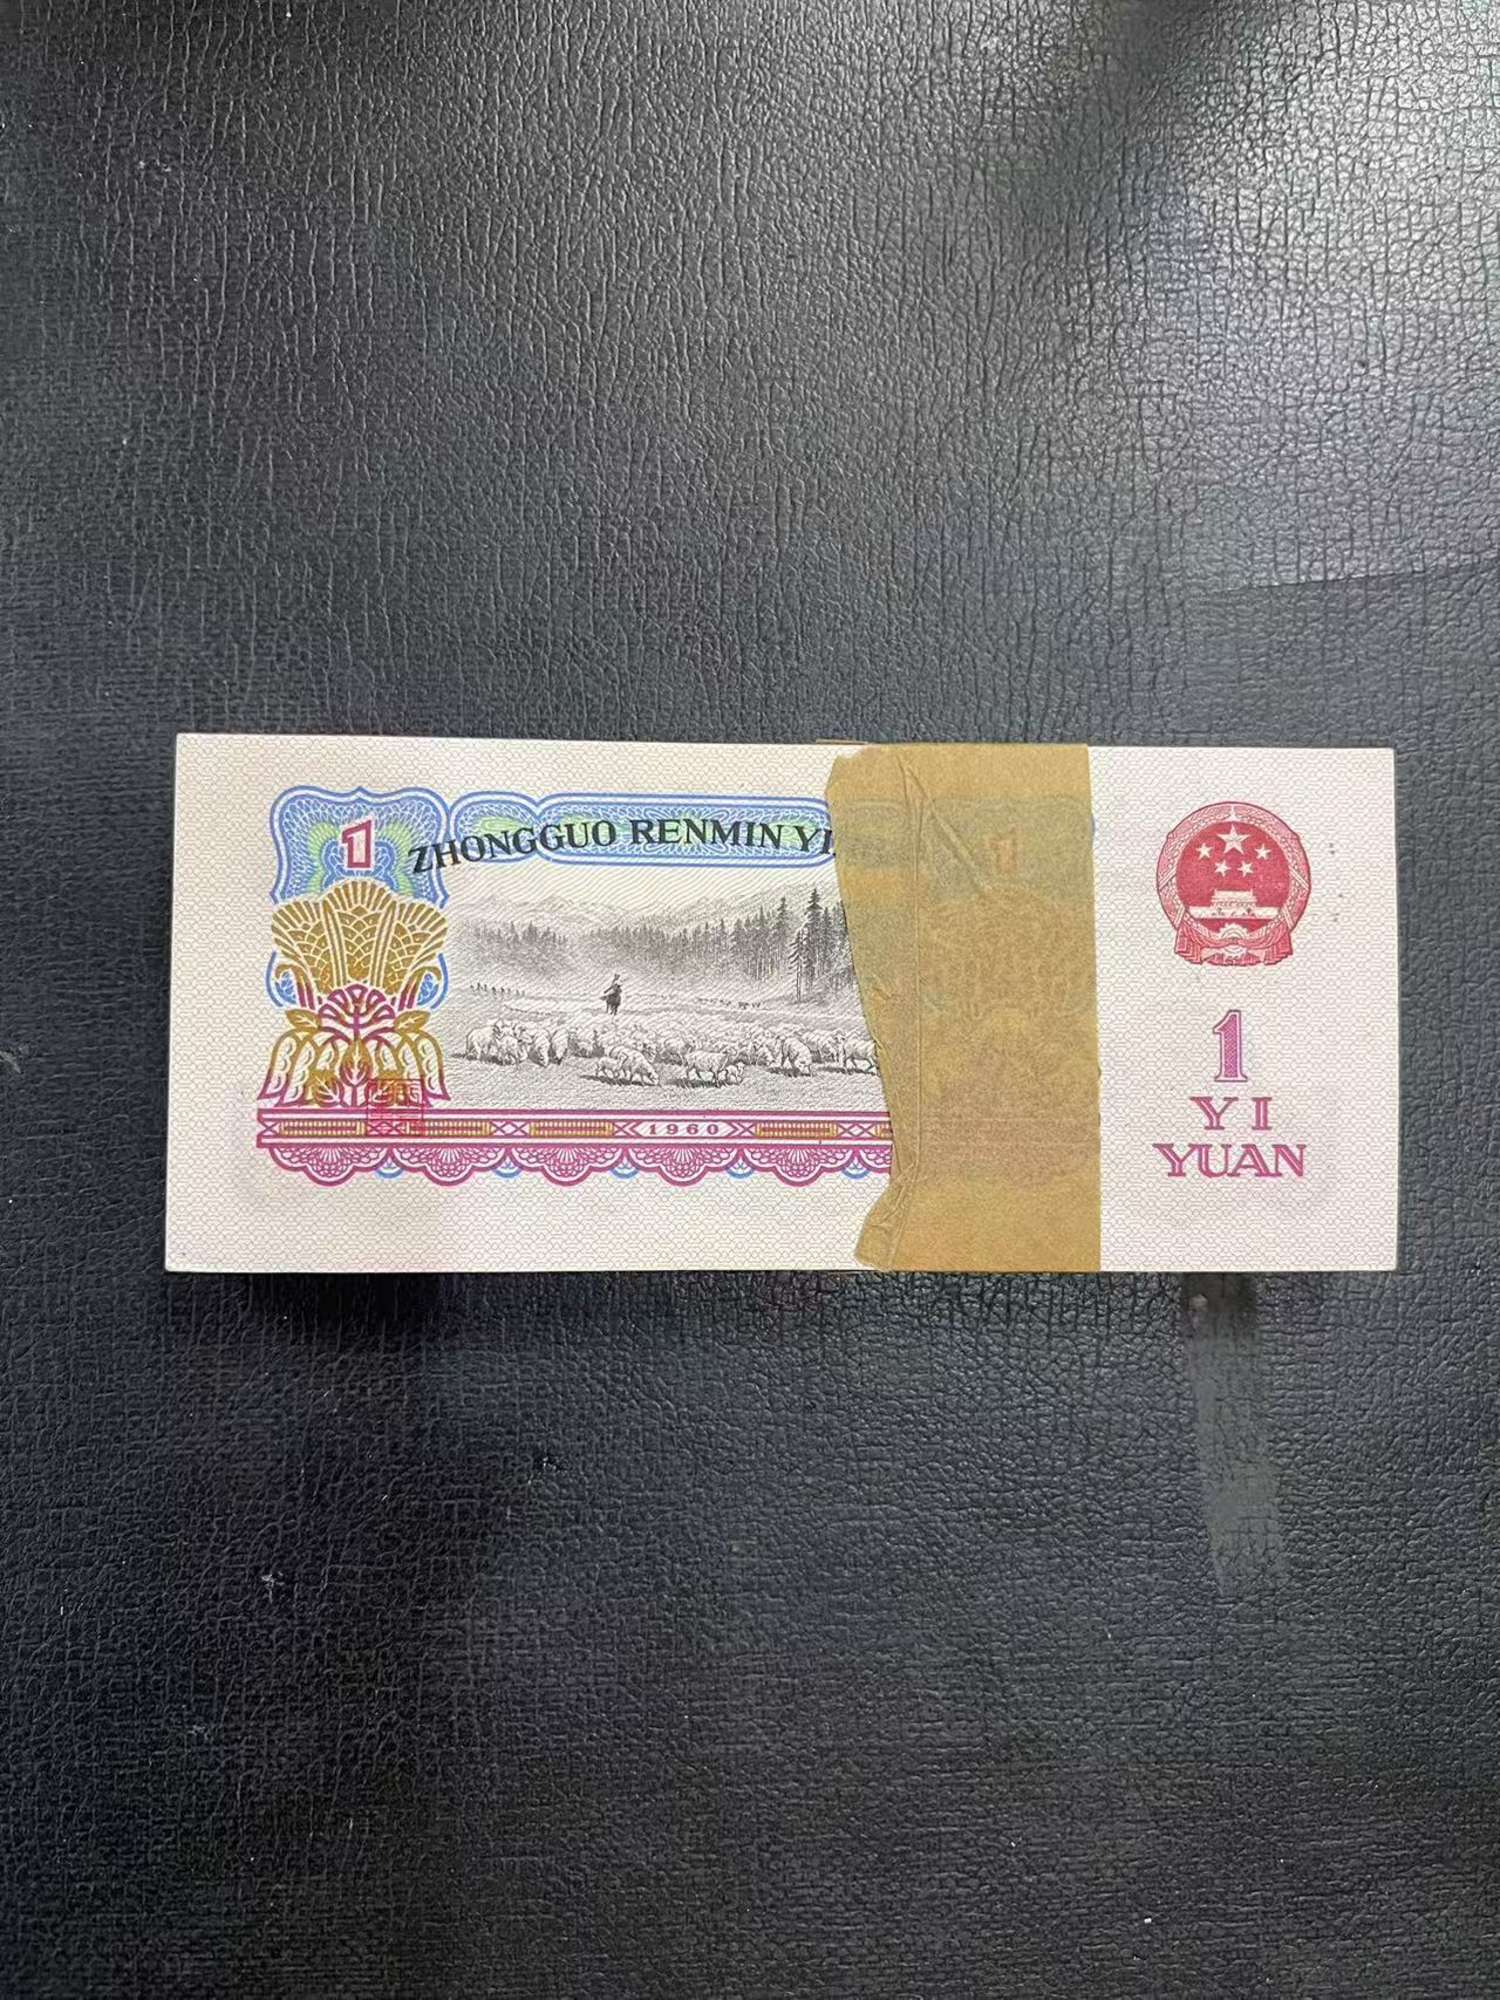 1
ZHONGGUO RENMIN YI
1960
1
YI
YUAN